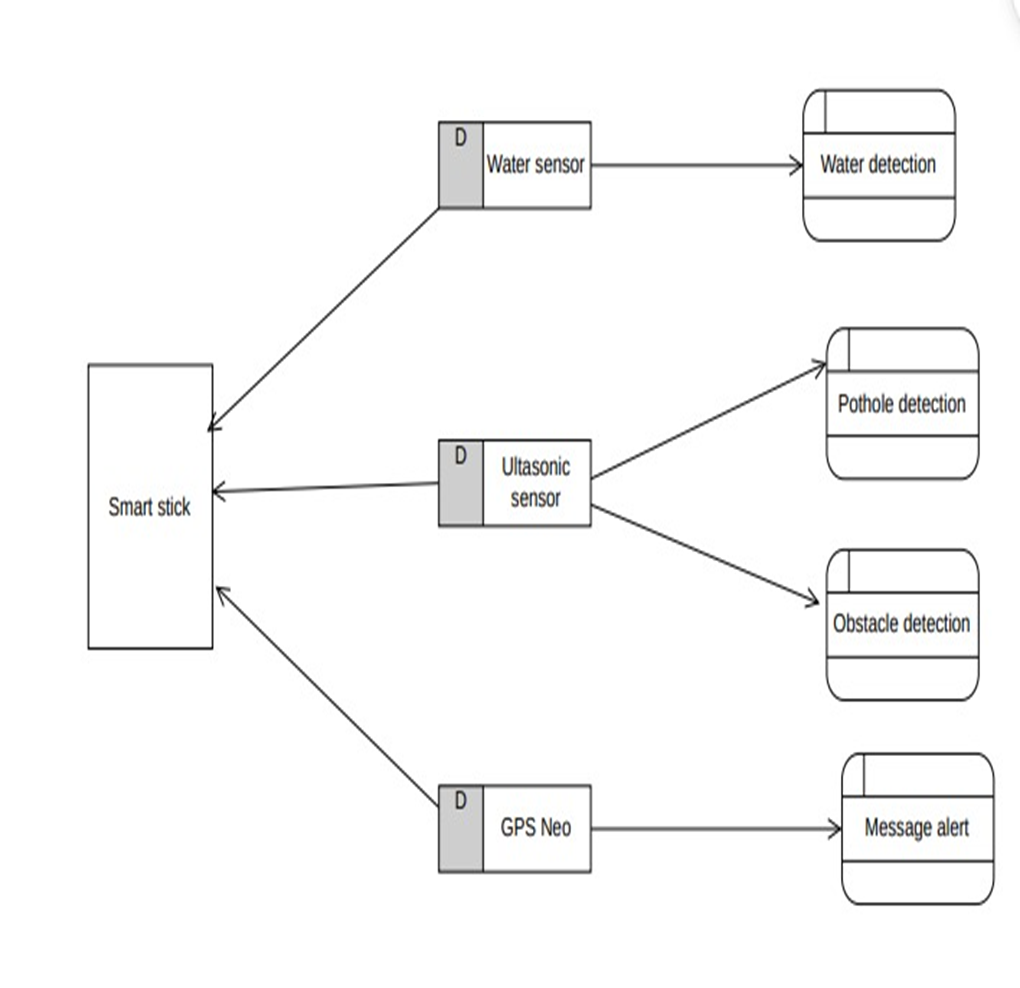 D
Water sensor
Water detection
Smart stick
D
Ultasonic
sensor
Pothole detection
Obstacle detection
D
GPS Neo
Message alert